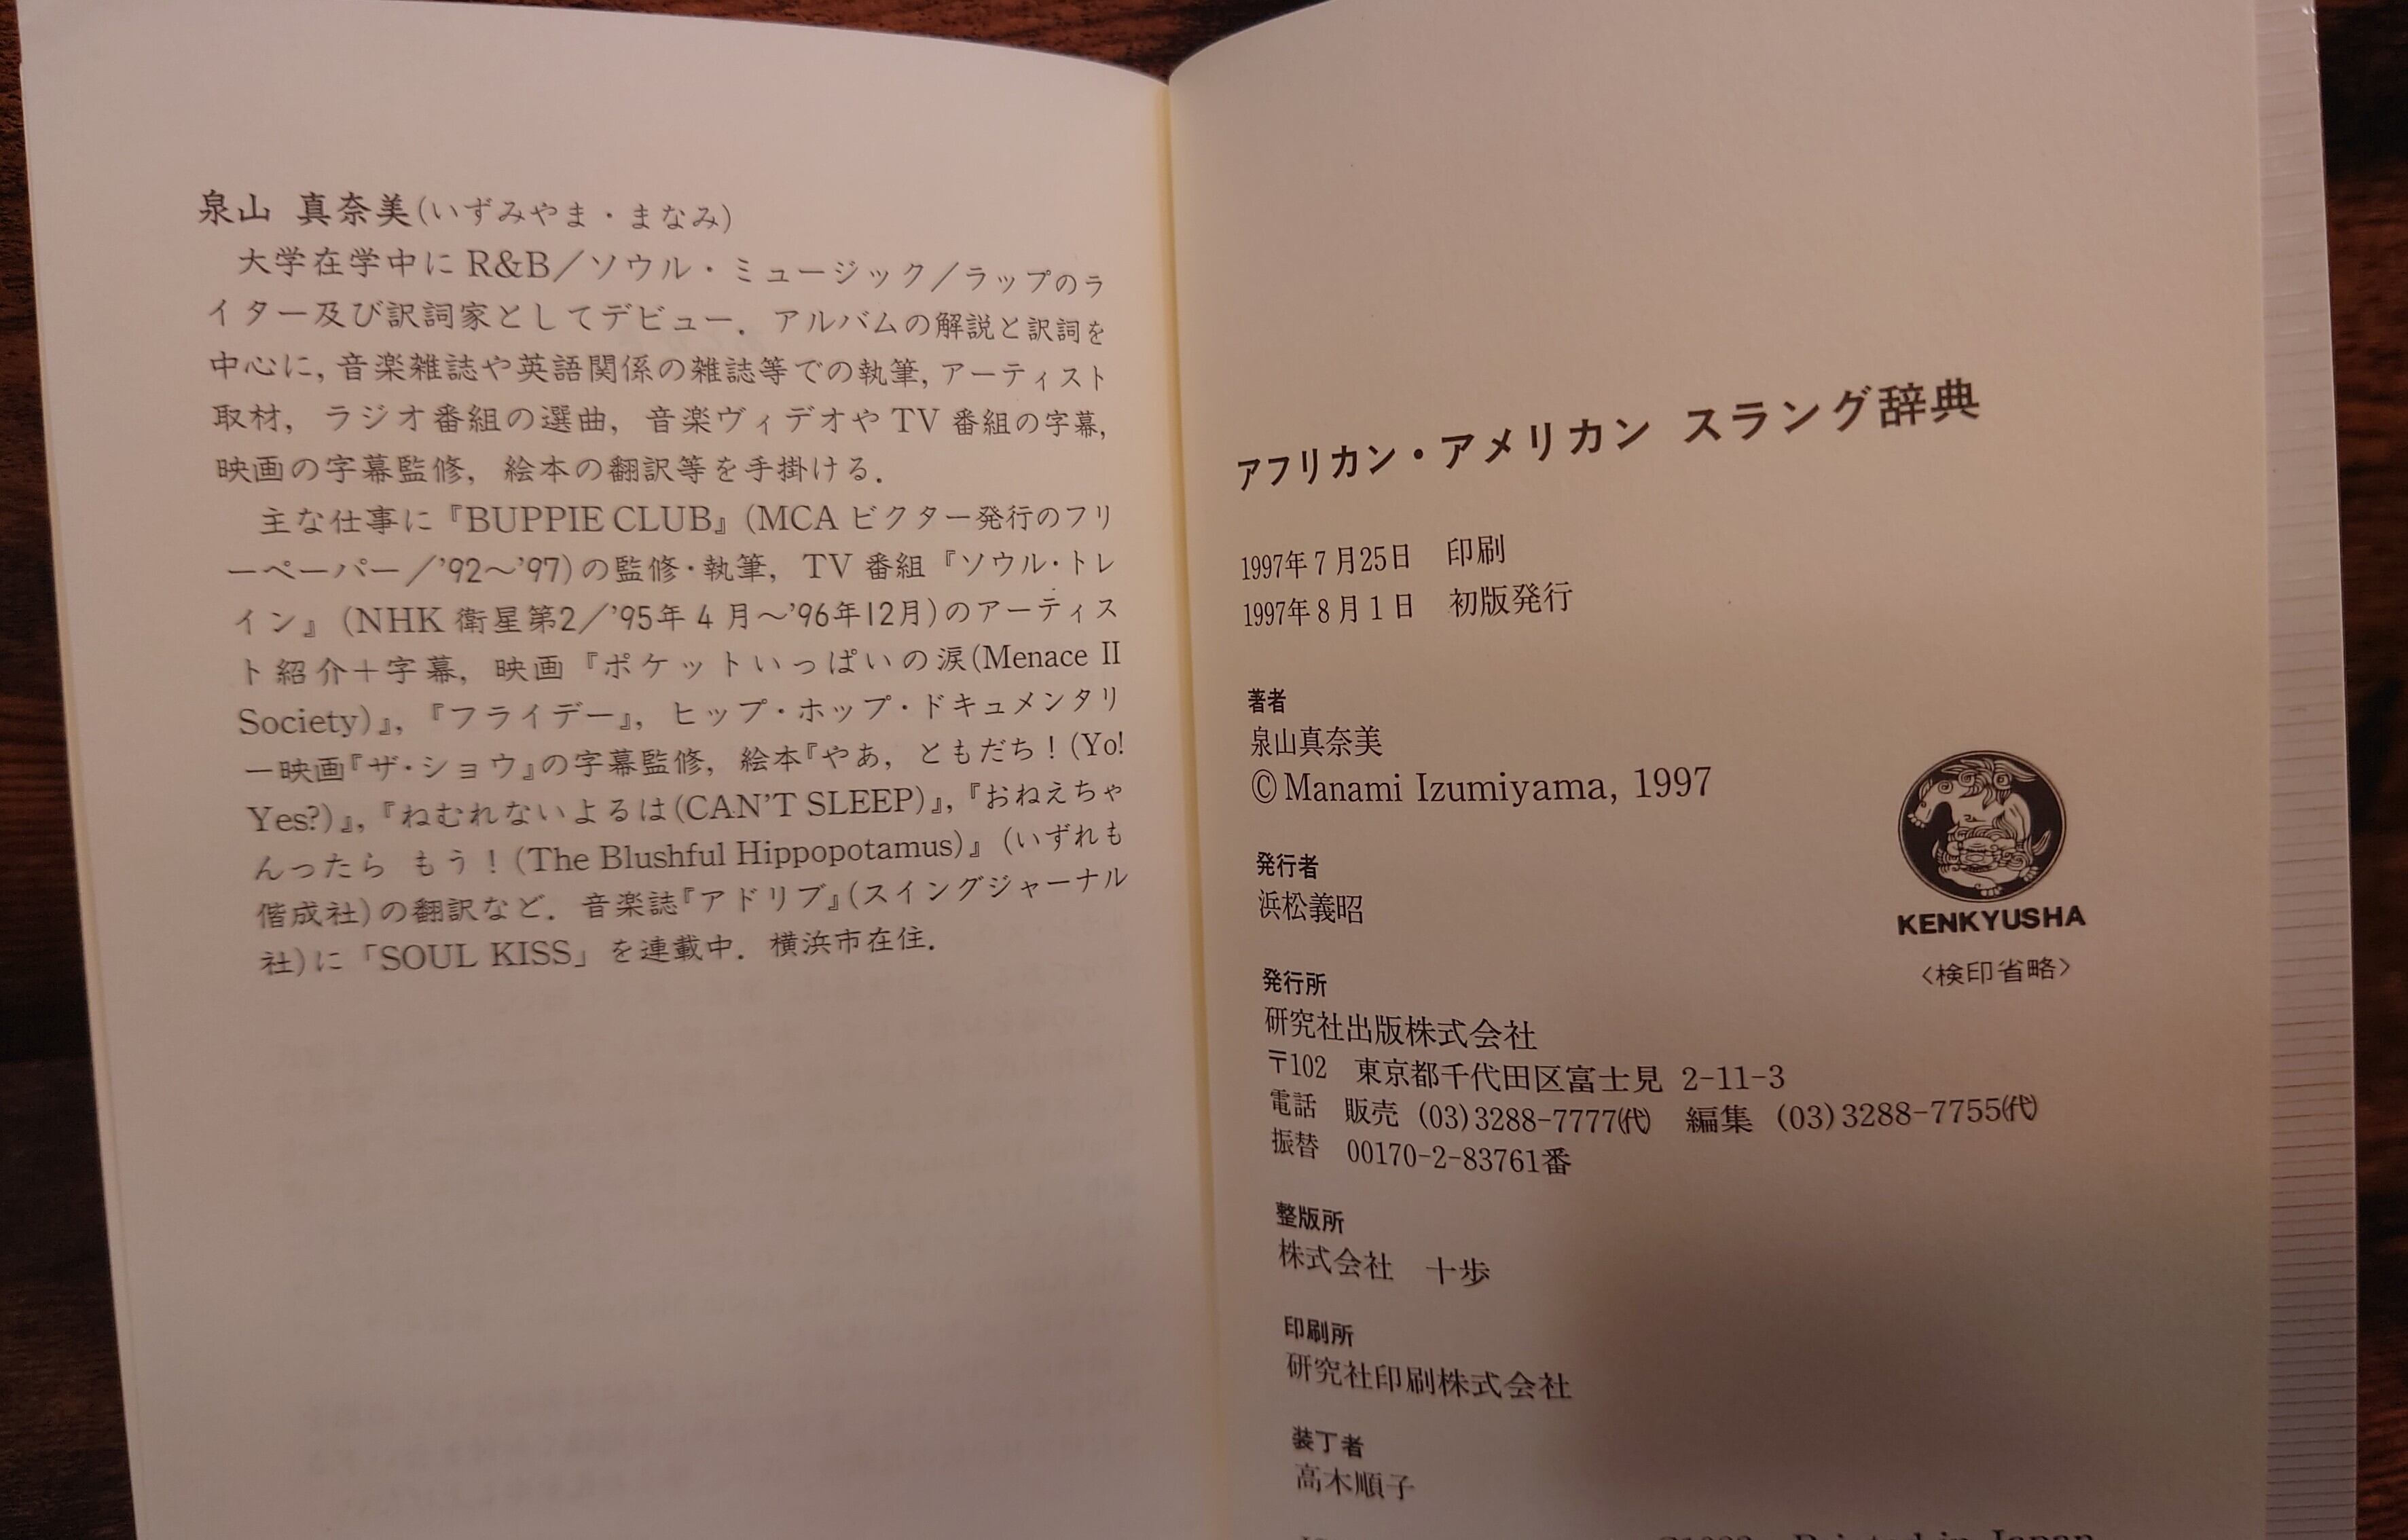 泉山 真奈美(いずみやま・まなみ)
大学在学中に R&B／ソウル・ミュージック／ラップのラ
イター及び訳詞家としてデビュー．アルバムの解説と訳詞を
中心に，音楽雑誌や英語関係の雑誌等での執筆，アーティスト
取材，ラジオ番組の選曲，音楽ヴィデオや TV 番組の字幕，
映画の字幕監修，絵本の翻訳等を手掛ける．
主な仕事に『BUPPIE CLUB』(MCA ビクター発行のフリ
ーペーパー／'92〜'97)の監修・執筆，TV 番組『ソウル・トレ
イン』(NHK 衛星第2／'95年 4 月〜'96年12月)のアーティス
ト紹介＋字幕，映画『ポケットいっぱいの涙(Menace II
Society)』，『フライデー』，ヒップ・ホップ・ドキュメンタリ
ー映画『ザ・ショウ』の字幕監修，絵本『やあ，ともだち！(Yo!
Yes?)』，『ねむれないよるは(CAN'T SLEEP)』，『おねえちゃ
んったら もう！(The Blushful Hippopotamus)』(いずれも
偕成社)の翻訳など．音楽誌『アドリブ』(スイングジャーナル
社)に「SOUL KISS」を連載中．横浜市在住．
アフリカン・アメリカン スラング辞典
1997年 7 月25日 印刷
1997年 8 月 1 日 初版発行
著者
泉山真奈美
©Manami Izumiyama, 1997
発行者
浜松義昭
KENKYUSHA
〈検印省略〉
発行所
研究社出版株式会社
〒102 東京都千代田区富士見 2-11-3
電話 販売 (03)3288-7777㈹ 編集 (03)3288-7755㈹
振替 00170-2-83761番
整版所
株式会社 十歩
印刷所
研究社印刷株式会社
装丁者
高木順子
Printed in Japan